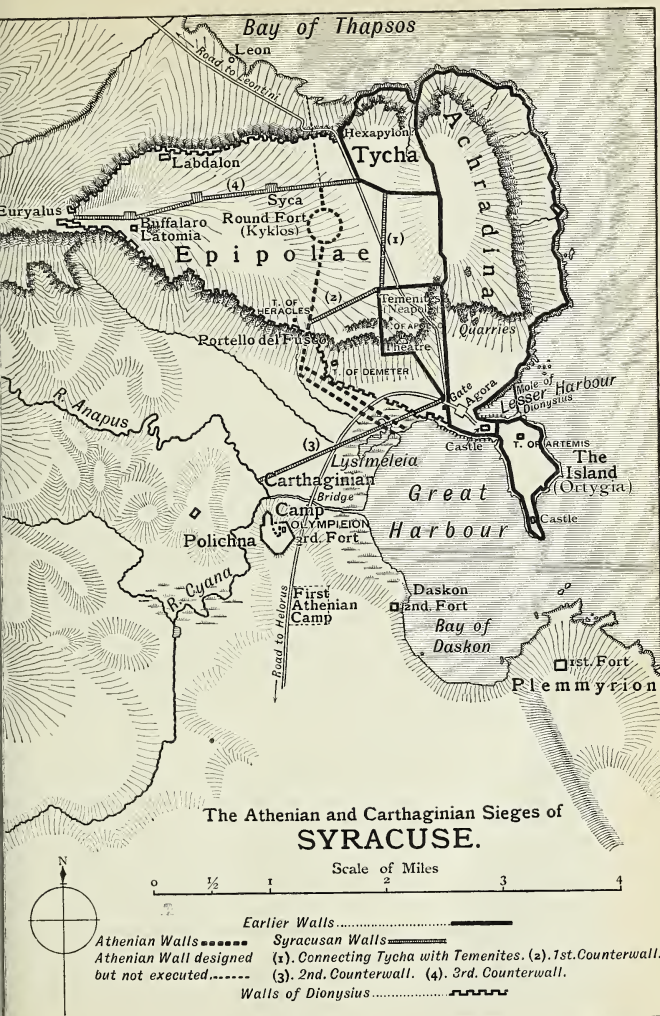 Bay of Thapsos
Leon
Road to Leontini
Hexapylon
Tycha
Achradina
Labdalon
(4)
Syca
Euryalus
Buffalaro
Latomia
Round Fort
(Kyklos)
(1)
Epipolae
T. OF
HERACLES
(2)
Temenites
Neapolis
T. OF APOLLO
Theatre
Quarries
Portello del Fusco
T. OF DEMETER
Gate
Agora
Mole of
Lesser Harbour
Dionysius
R. Anapus
(3)
Castle
T. OF ARTEMIS
Lysimeleia
The
Island
(Ortygia)
Carthaginian
Bridge
Camp
Great
Harbour
Castle
OLYMPIEION
3rd. Fort
Polichna
R. Cyana
First
Athenian
Camp
Road to Helorus
Daskon
2nd. Fort
Bay of
Daskon
1st. Fort
Plemmyrion
The Athenian and Carthaginian Sieges of
SYRACUSE.
Scale of Miles
0 ½ 1 2 3 4
N
Earlier Walls
Athenian Walls Syracusan Walls
Athenian Wall designed (1). Connecting Tycha with Temenites. (2). 1st. Counterwall.
but not executed. (3). 2nd. Counterwall. (4). 3rd. Counterwall.
Walls of Dionysius